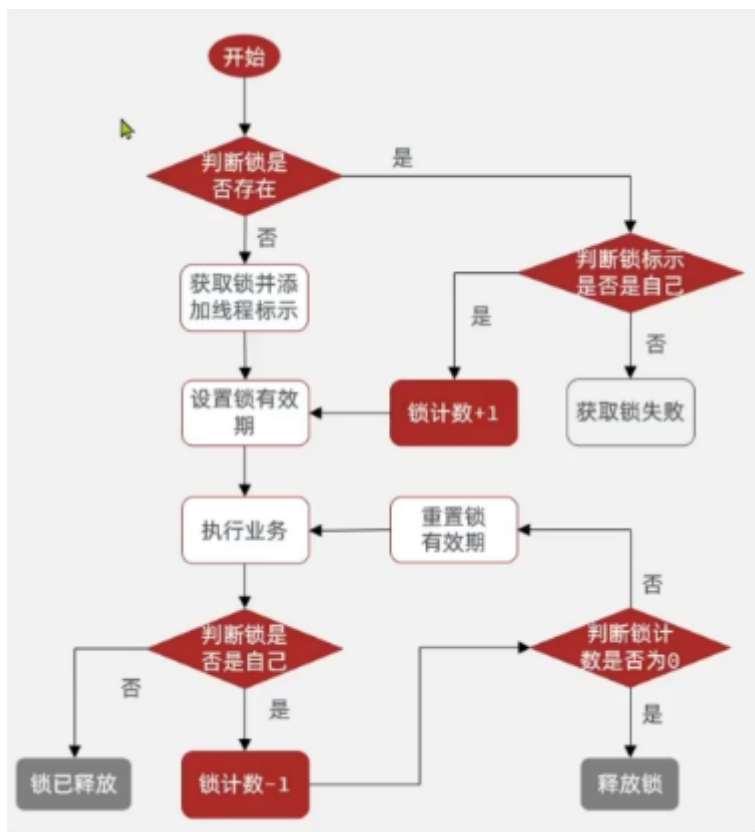 开始
判断锁是
否存在
是
否
获取锁并添
加线程标示
判断锁标示
是否是自己
是
否
设置锁有效
期
锁计数+1
获取锁失败
执行业务
重置锁
有效期
否
判断锁是
否是自己
判断锁计
数是否为0
否
是
是
锁已释放
锁计数-1
释放锁